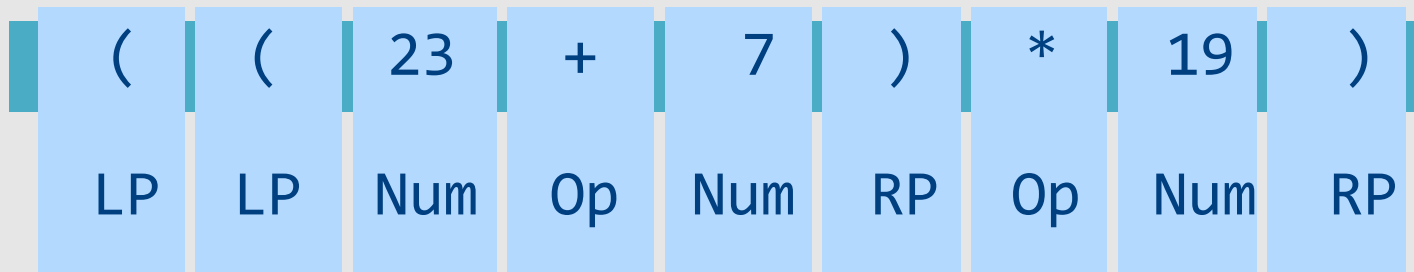 ( ( 23 + 7 ) * 19 )
LP LP Num Op Num RP Op Num RP